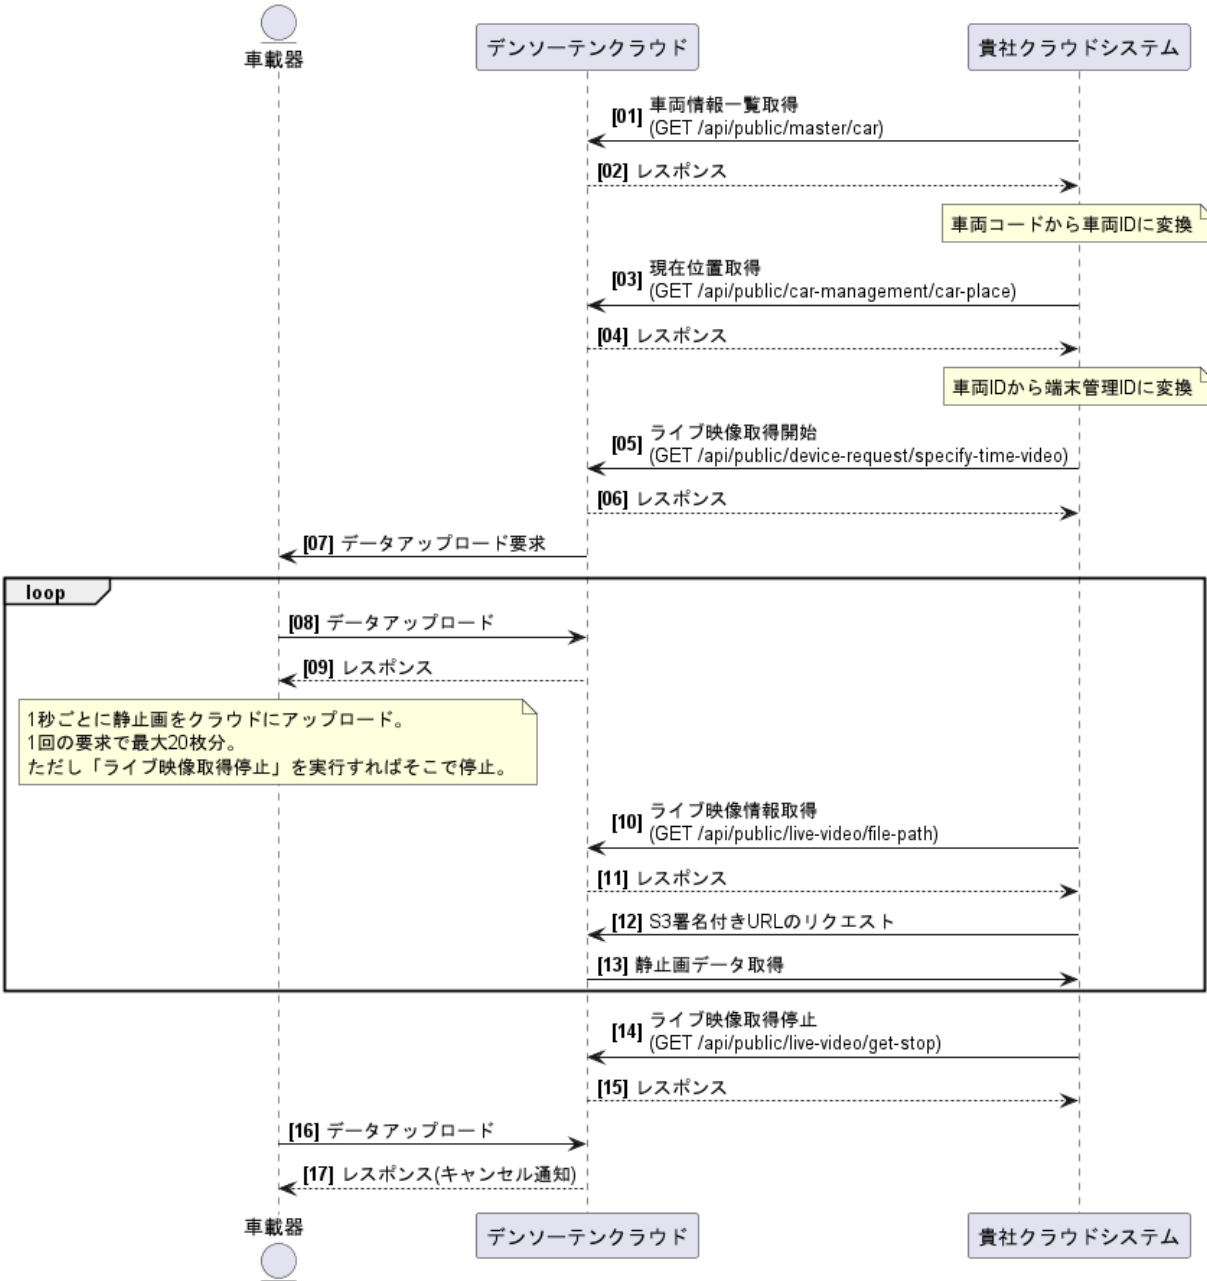 車載器
デンソーテンクラウド
貴社クラウドシステム
[01] 車両情報一覧取得
(GET /api/public/master/car)
[02] レスポンス
車両コードから車両IDに変換
[03] 現在位置取得
(GET /api/public/car-management/car-place)
[04] レスポンス
車両IDから端末管理IDに変換
[05] ライブ映像取得開始
(GET /api/public/device-request/specify-time-video)
[06] レスポンス
[07] データアップロード要求
loop
[08] データアップロード
[09] レスポンス
1秒ごとに静止画をクラウドにアップロード。
1回の要求で最大20枚分。
ただし「ライブ映像取得停止」を実行すればそこで停止。
[10] ライブ映像情報取得
(GET /api/public/live-video/file-path)
[11] レスポンス
[12] S3署名付きURLのリクエスト
[13] 静止画データ取得
[14] ライブ映像取得停止
(GET /api/public/live-video/get-stop)
[15] レスポンス
[16] データアップロード
[17] レスポンス(キャンセル通知)
車載器
デンソーテンクラウド
貴社クラウドシステム